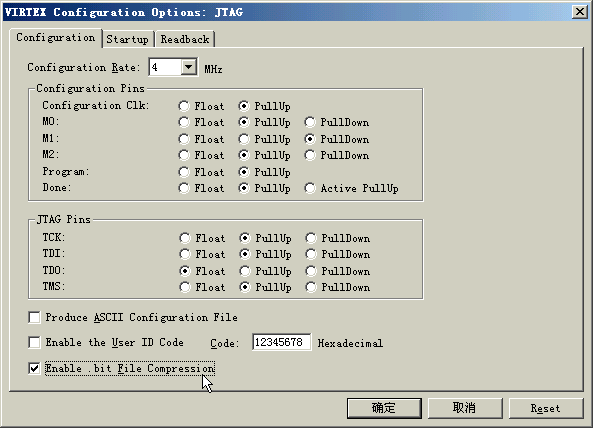 VIRTEX Configuration Options: JTAG
Configuration Startup Readback
Configuration Rate: 4 MHz
Configuration Pins
Configuration Clk: Float PullUp
M0: Float PullUp PullDown
M1: Float PullUp PullDown
M2: Float PullUp PullDown
Program: Float PullUp
Done: Float PullUp Active PullUp
JTAG Pins
TCK: Float PullUp PullDown
TDI: Float PullUp PullDown
TDO: Float PullUp PullDown
TMS: Float PullUp PullDown
Produce ASCII Configuration File
Enable the User ID Code Code: 12345678 Hexadecimal
Enable .bit File Compression
确定 取消 Reset